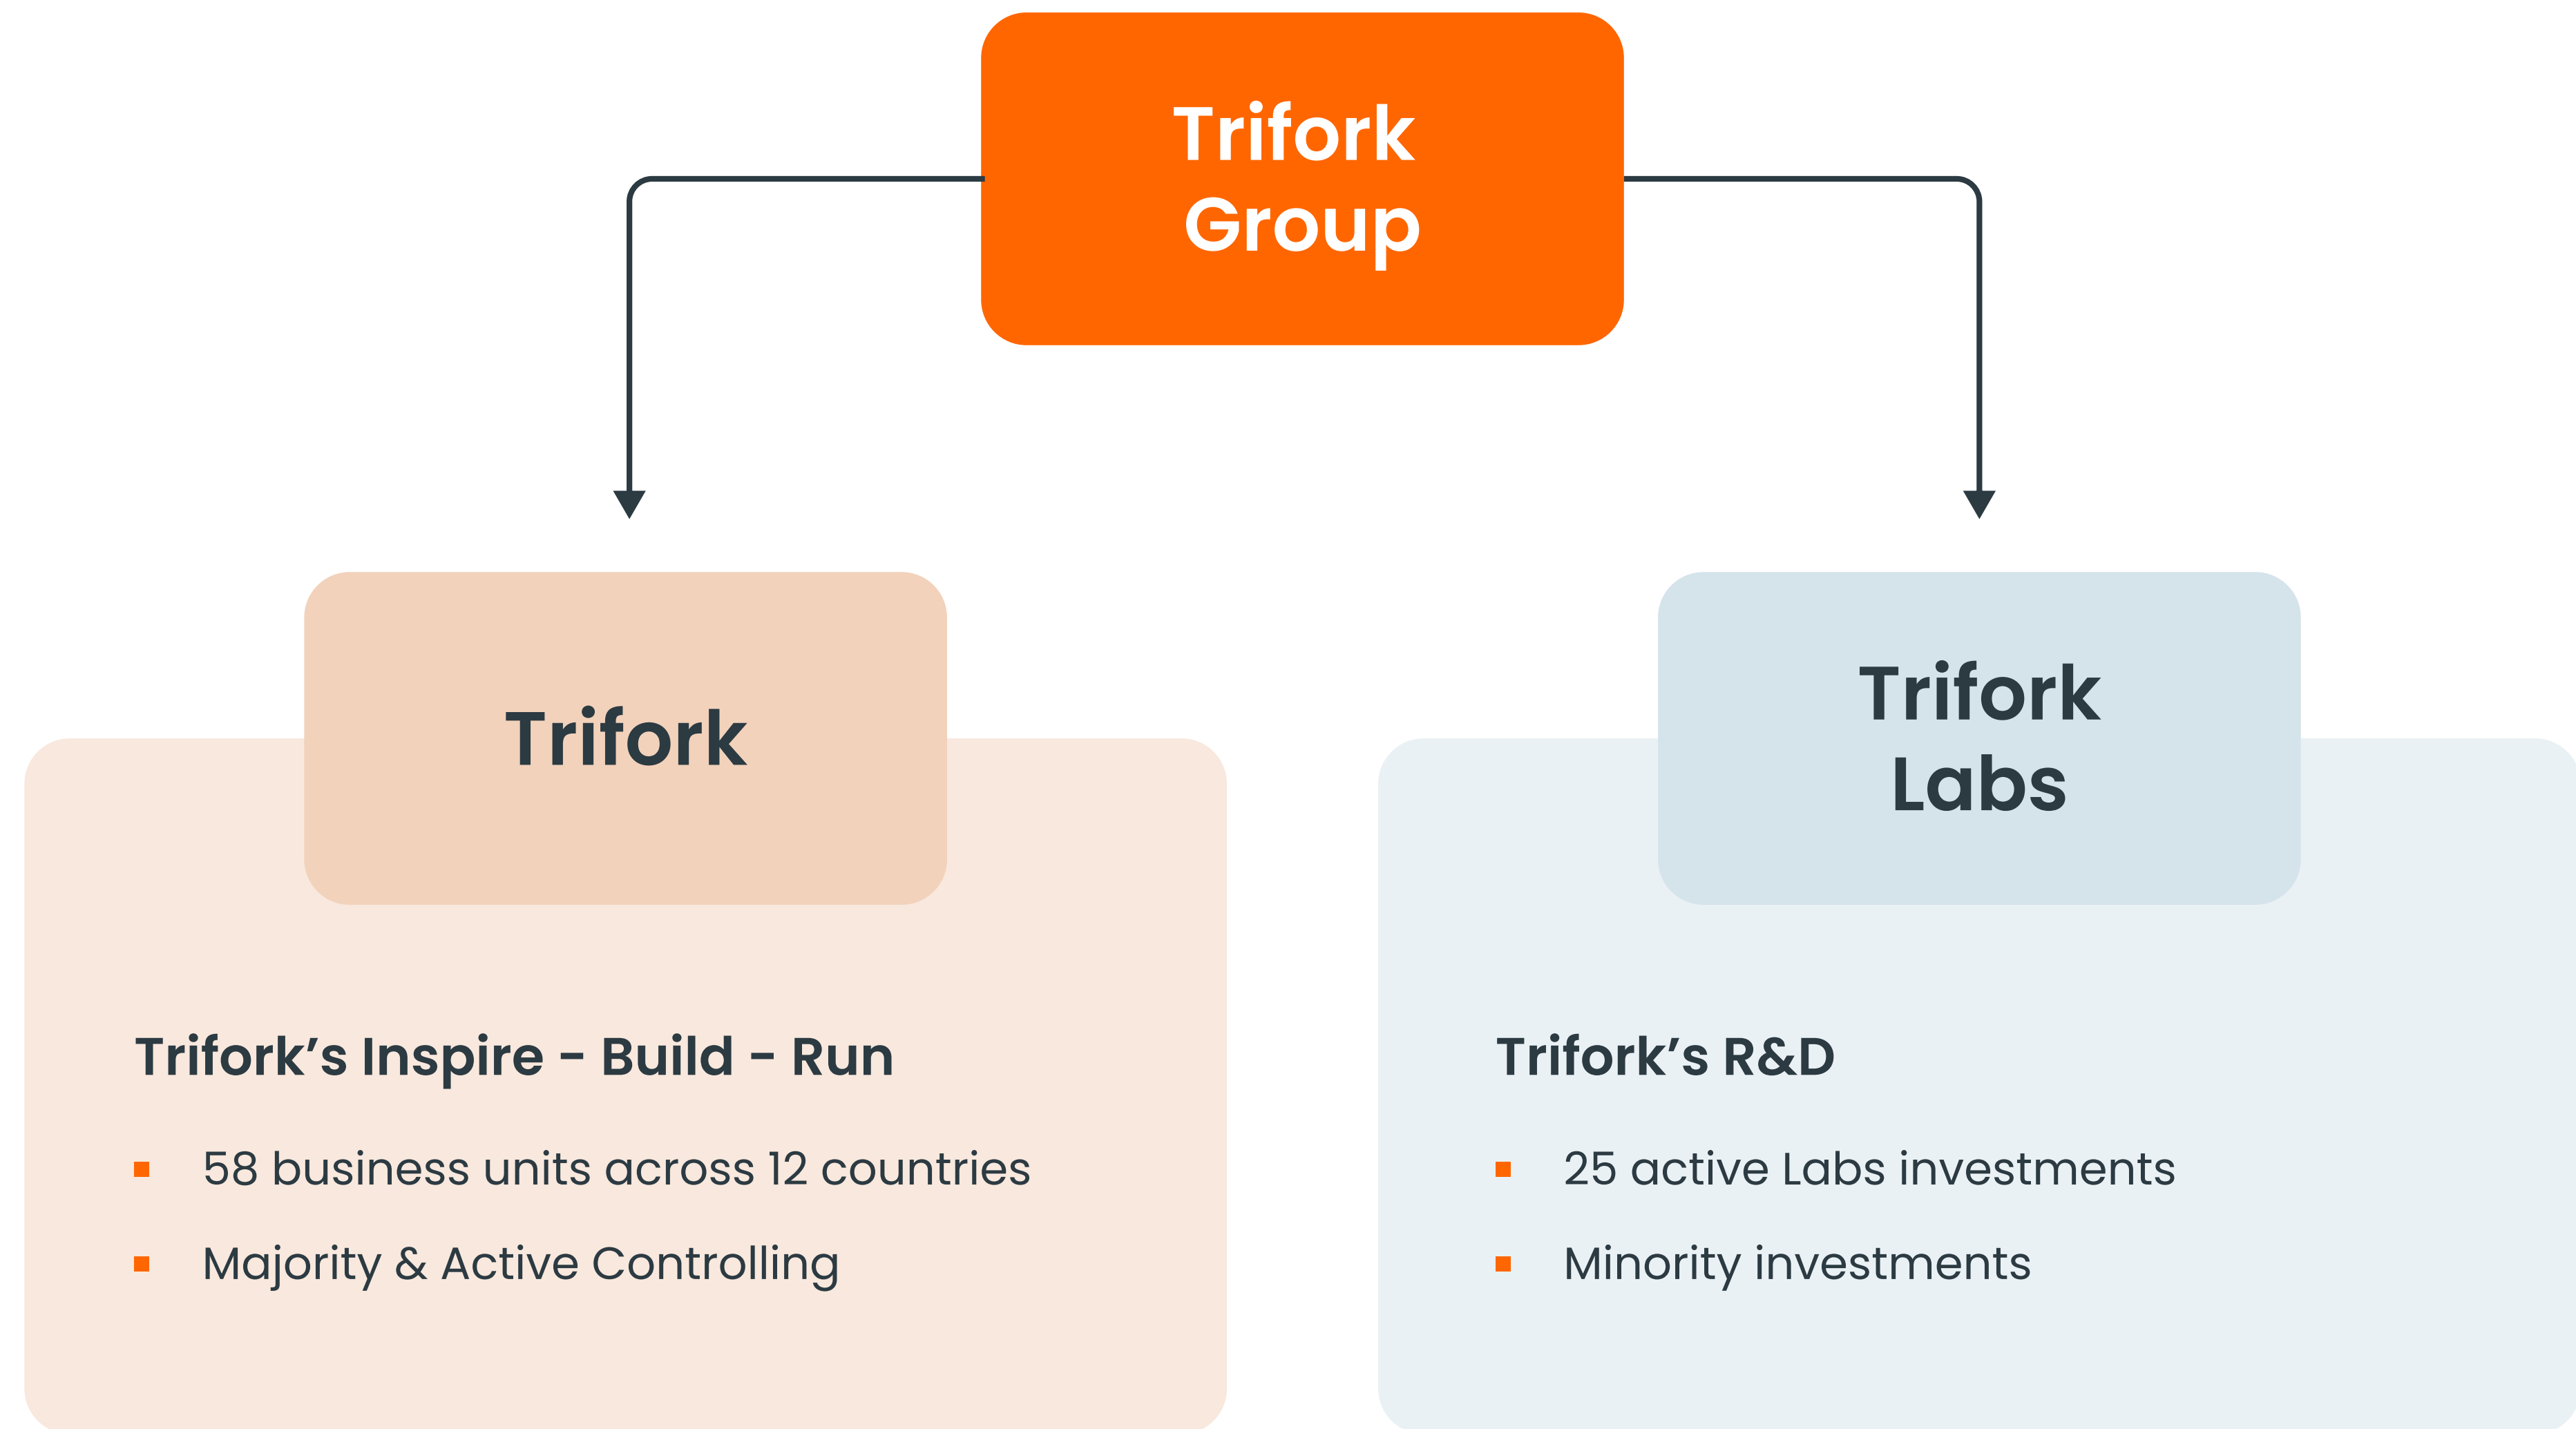 Trifork
Group
Trifork
Trifork’s Inspire - Build - Run
58 business units across 12 countries
Majority & Active Controlling
Trifork
Labs
Trifork’s R&D
25 active Labs investments
Minority investments